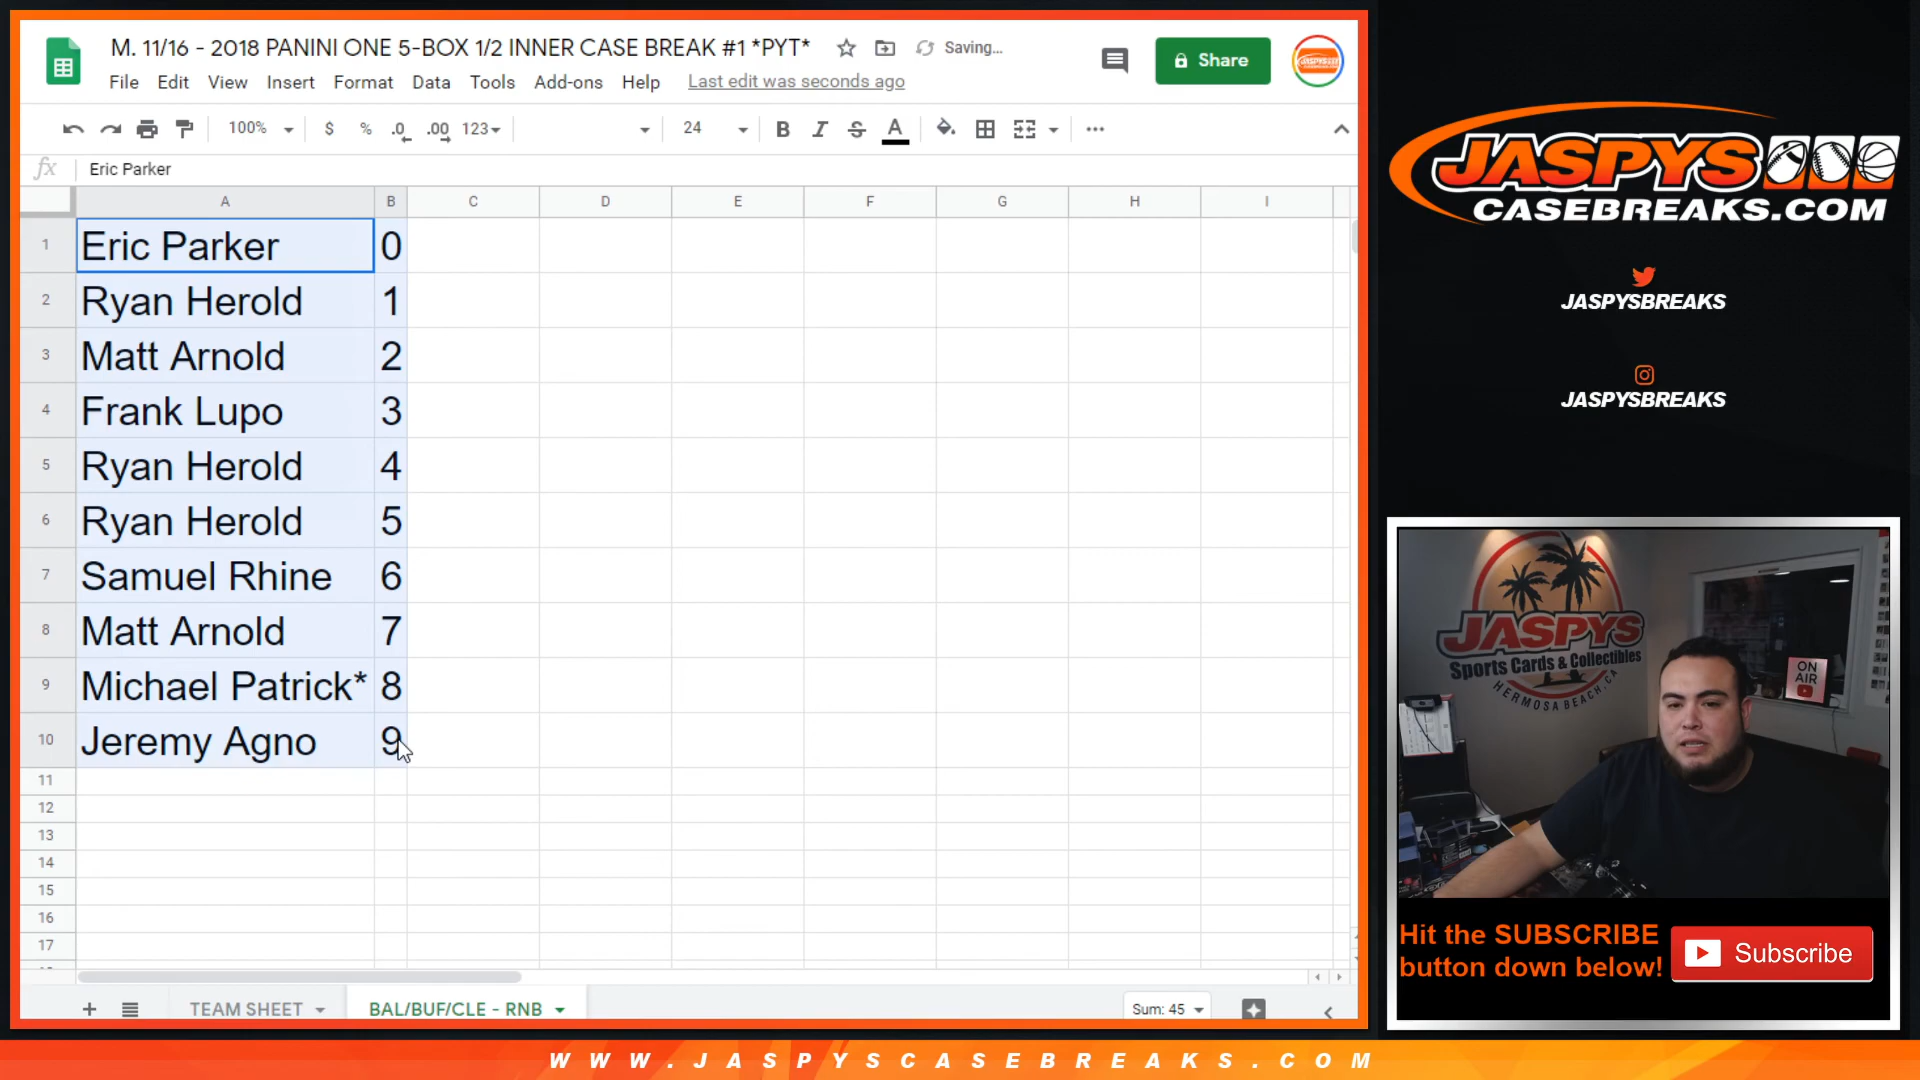 M. 11/16 - 2018 PANINI ONE 5-BOX 1/2 INNER CASE BREAK #1 *PYT* Saving...
File Edit View Insert Format Data Tools Add-ons Help Last edit was seconds ago
Share
100% $ % .0 .00 123 24 B I S A
fx Eric Parker
A B C D E F G H I
1 Eric Parker 0
2 Ryan Herold 1
3 Matt Arnold 2
4 Frank Lupo 3
5 Ryan Herold 4
6 Ryan Herold 5
7 Samuel Rhine 6
8 Matt Arnold 7
9 Michael Patrick* 8
10 Jeremy Agno 9
11
12
13
14
15
16
17
TEAM SHEET BAL/BUF/CLE - RNB Sum: 45
JASPYS
CASEBREAKS.COM
JASPYSBREAKS
JASPYSBREAKS
JASPYS
Sports Cards & Collectibles
HERMOSA BEACH, CA
ON
AIR
Hit the SUBSCRIBE
button down below!
Subscribe
WWW.JASPYSCASEBREAKS.COM